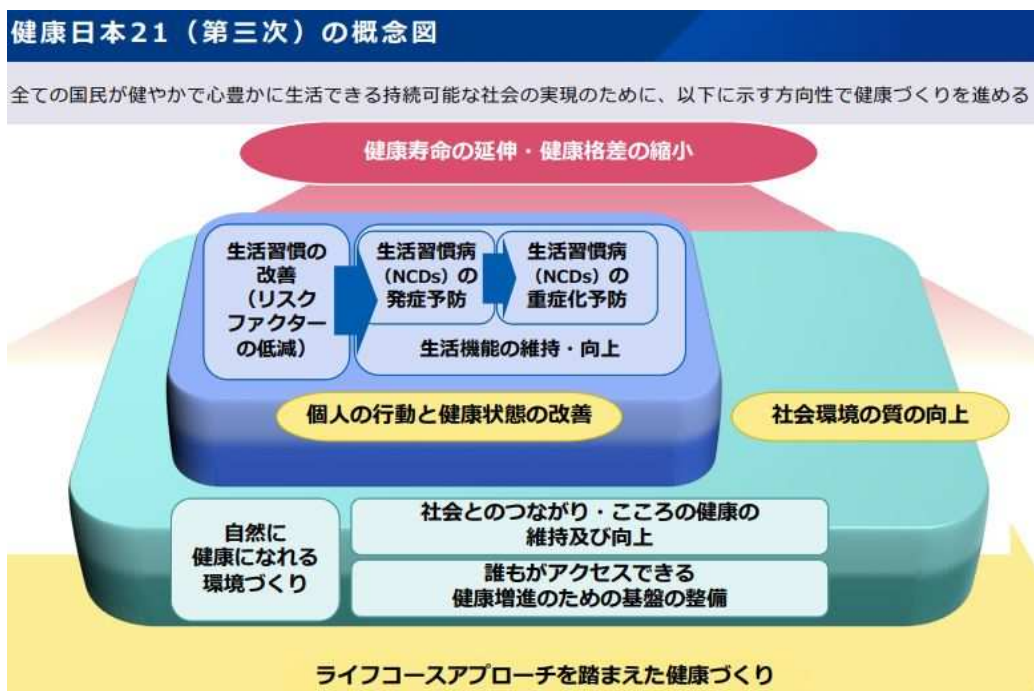 健康日本21（第三次）の概念図
全ての国民が健やかで心豊かに生活できる持続可能な社会の実現のために、以下に示す方向性で健康づくりを進める
健康寿命の延伸・健康格差の縮小
生活習慣の
改善
（リスク
ファクター
の低減）
生活習慣病
（NCDs）の
発症予防
生活習慣病
（NCDs）の
重症化予防
生活機能の維持・向上
個人の行動と健康状態の改善
社会環境の質の向上
自然に
健康になれる
環境づくり
社会とのつながり・こころの健康の
維持及び向上
誰もがアクセスできる
健康増進のための基盤の整備
ライフコースアプローチを踏まえた健康づくり